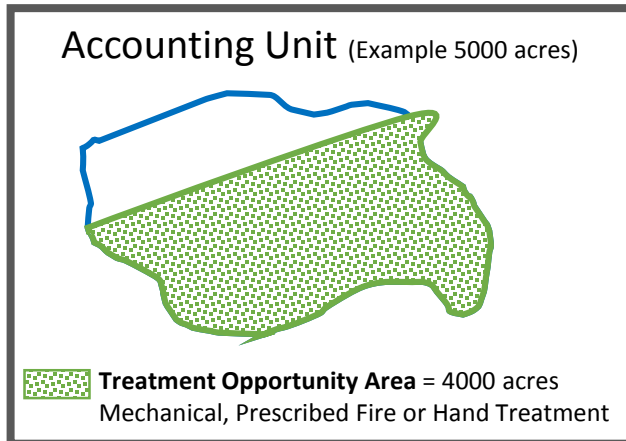 Accounting Unit (Example 5000 acres)
Treatment Opportunity Area = 4000 acres
Mechanical, Prescribed Fire or Hand Treatment